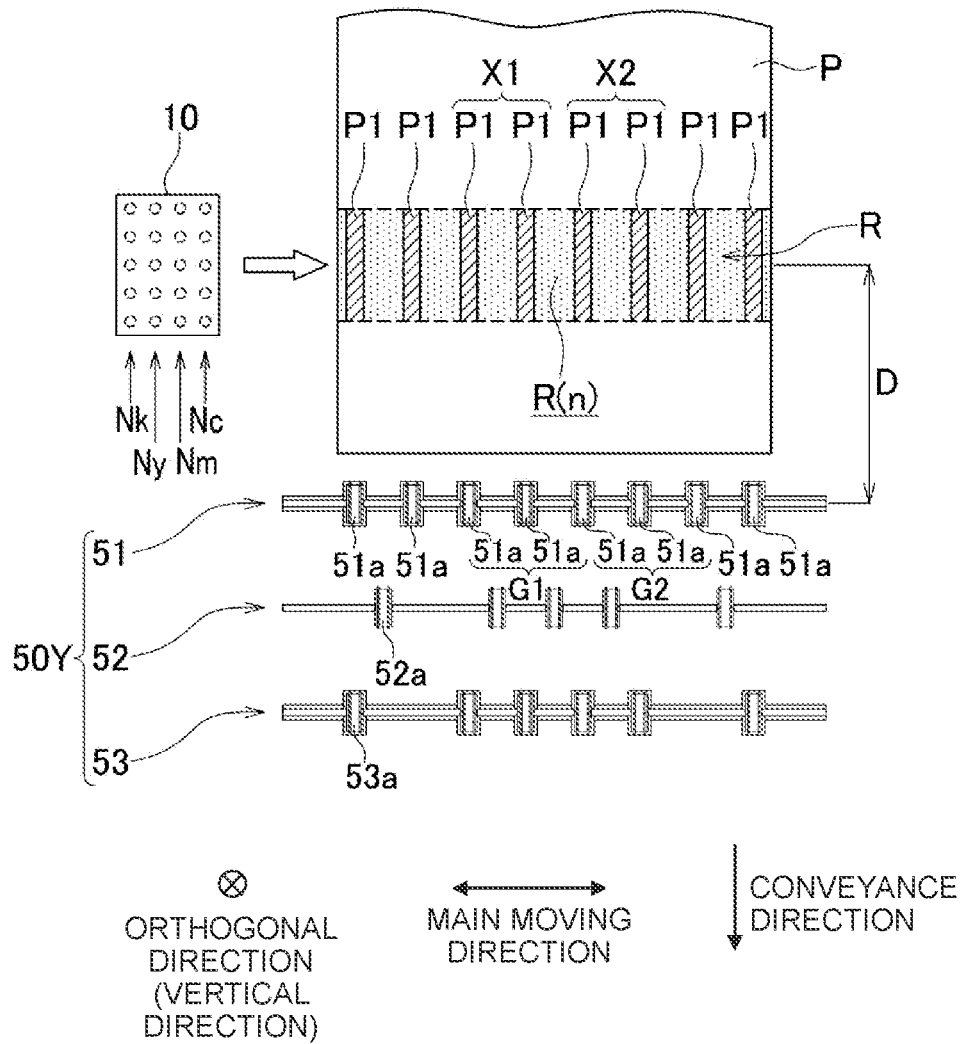 P
X1 X2
10
P1 P1 P1 P1 P1 P1 P1 P1
R
D
R(n)
Nk Nc
Ny Nm
51
51a 51a 51a 51a 51a 51a 51a 51a
G1 G2
50Y 52
52a
53
53a
ORTHOGONAL
DIRECTION
(VERTICAL
DIRECTION)
MAIN MOVING
DIRECTION
CONVEYANCE
DIRECTION